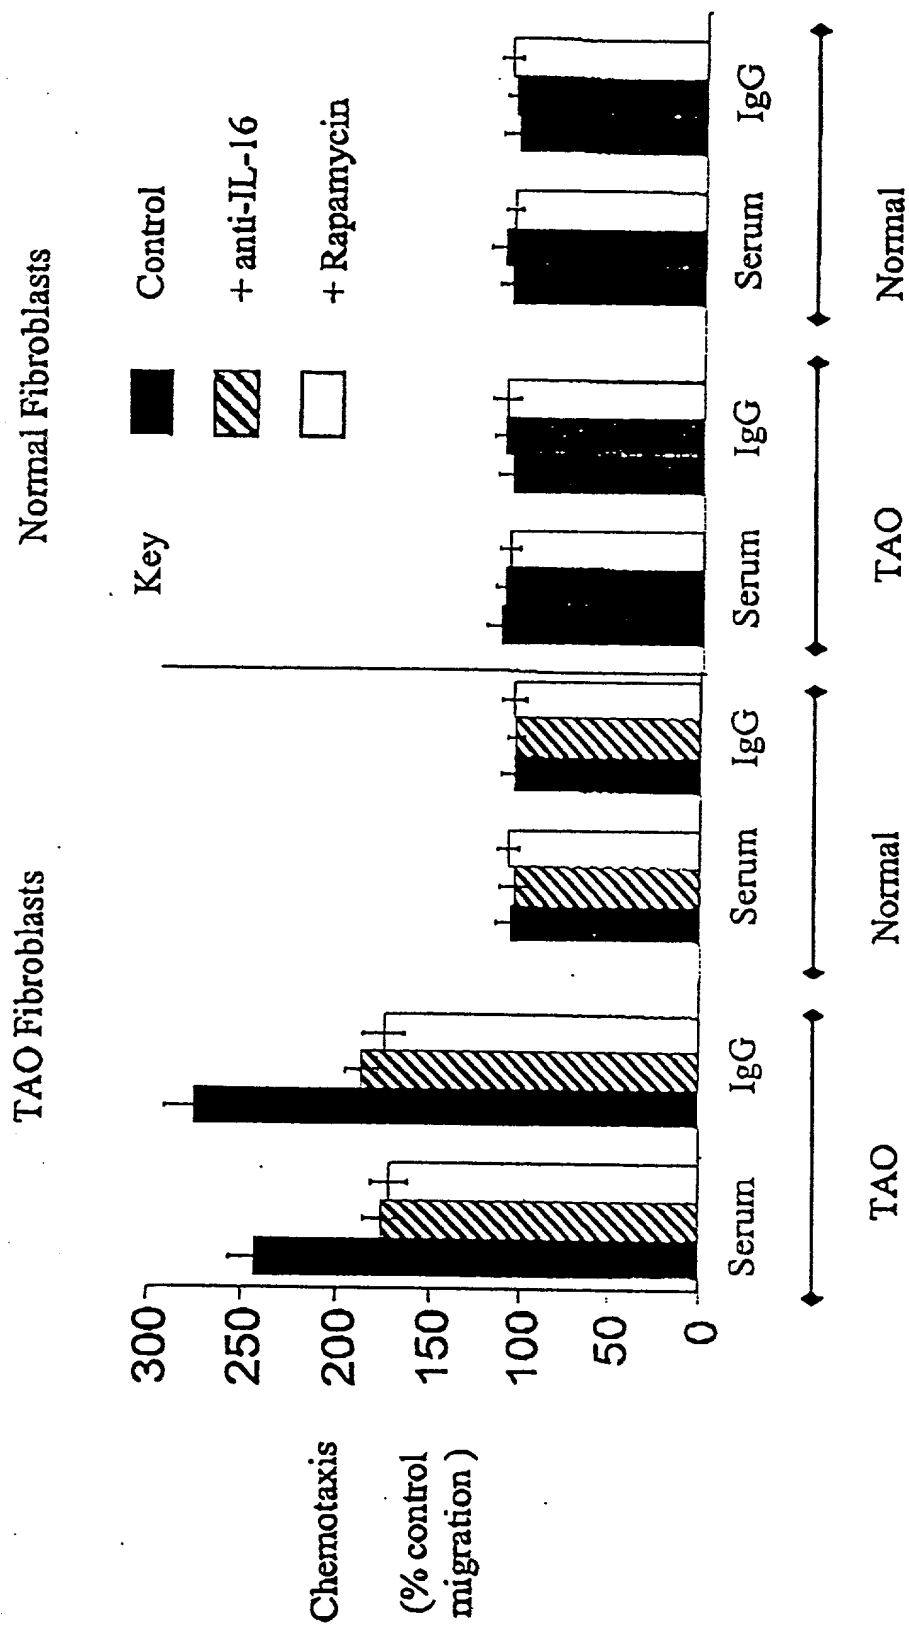 TAO Fibroblasts
Normal Fibroblasts
Key
Control
+ anti-IL-16
+ Rapamycin
Chemotaxis
(% control
migration )
300
250
200
150
100
50
0
Serum
IgG
Serum
IgG
Serum
IgG
Serum
IgG
TAO
Normal
TAO
Normal